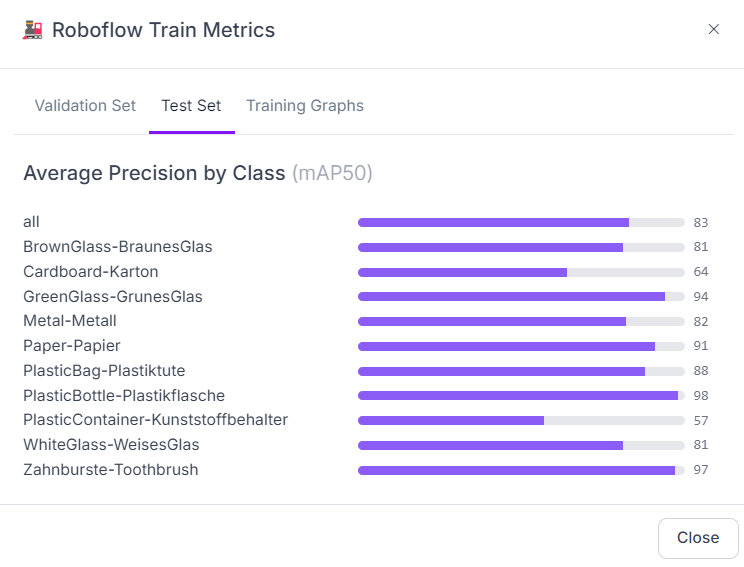 Roboflow Train Metrics
Validation Set Test Set Training Graphs
Average Precision by Class (mAP50)
all 83
BrownGlass-BraunesGlas 81
Cardboard-Karton 64
GreenGlass-GrunesGlas 94
Metal-Metall 82
Paper-Papier 91
PlasticBag-Plastiktute 88
PlasticBottle-Plastikflasche 98
PlasticContainer-Kunststoffbehalter 57
WhiteGlass-WeisesGlas 81
Zahnburste-Toothbrush 97
Close